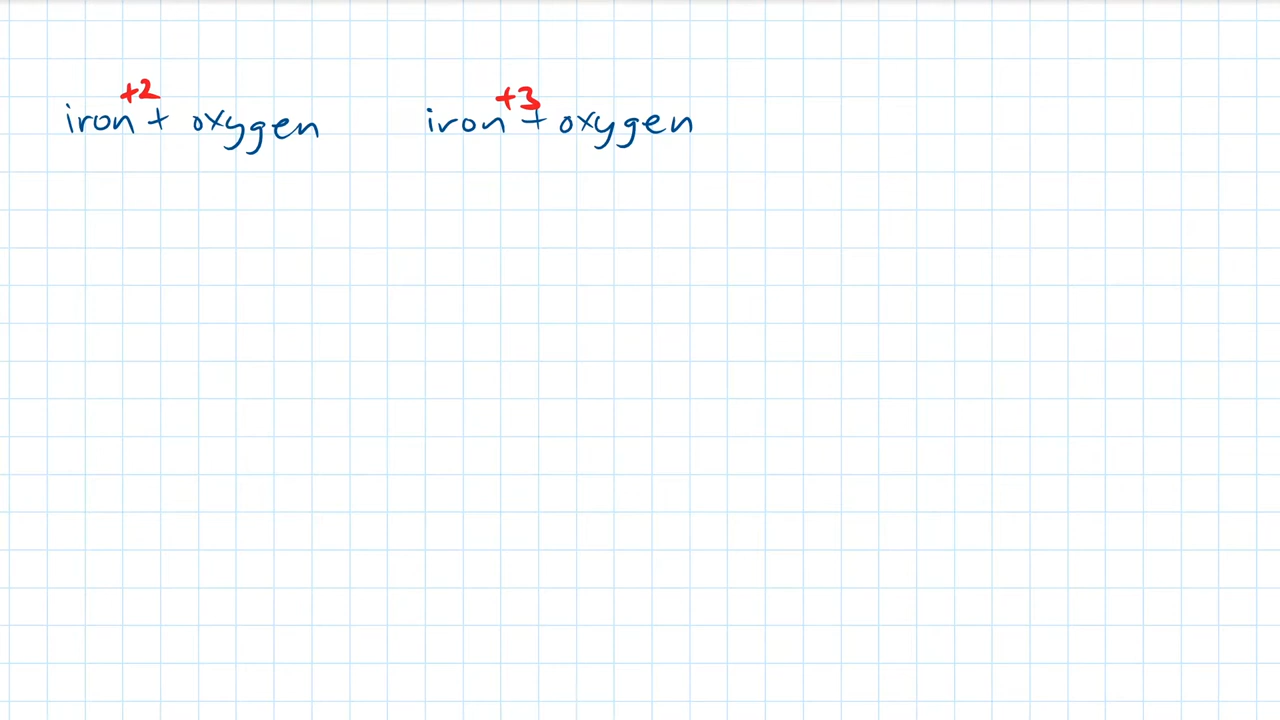 +2 +3
iron + oxygen iron + oxygen